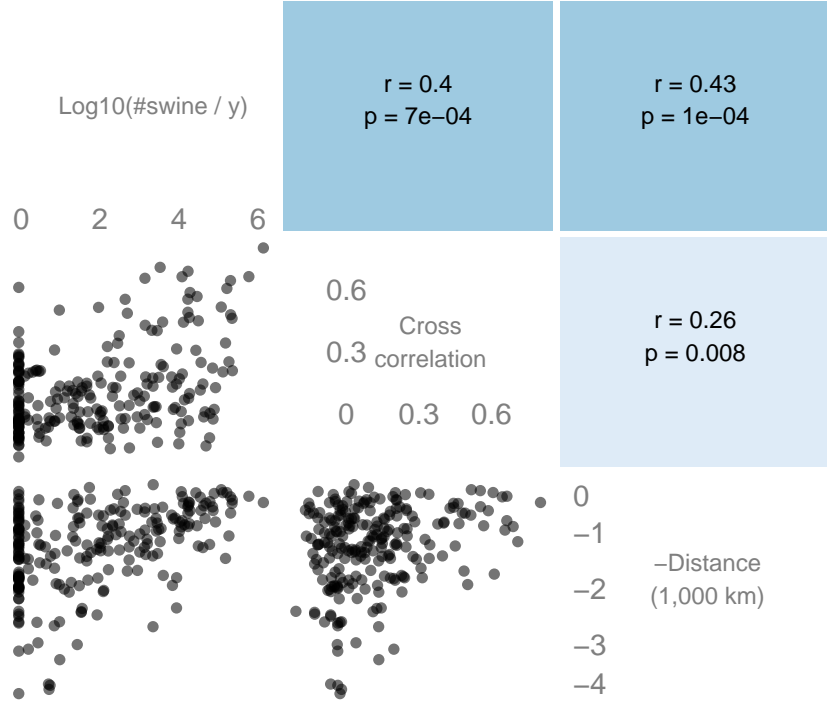 r = 0.4
p = 7e−04
r = 0.43
p = 1e−04
Log10(#swine / y)
0 2 4 6
0.6
0.3
Cross
correlation
0 0.3 0.6
r = 0.26
p = 0.008
0
−1
−2
−3
−4
−Distance
(1,000 km)